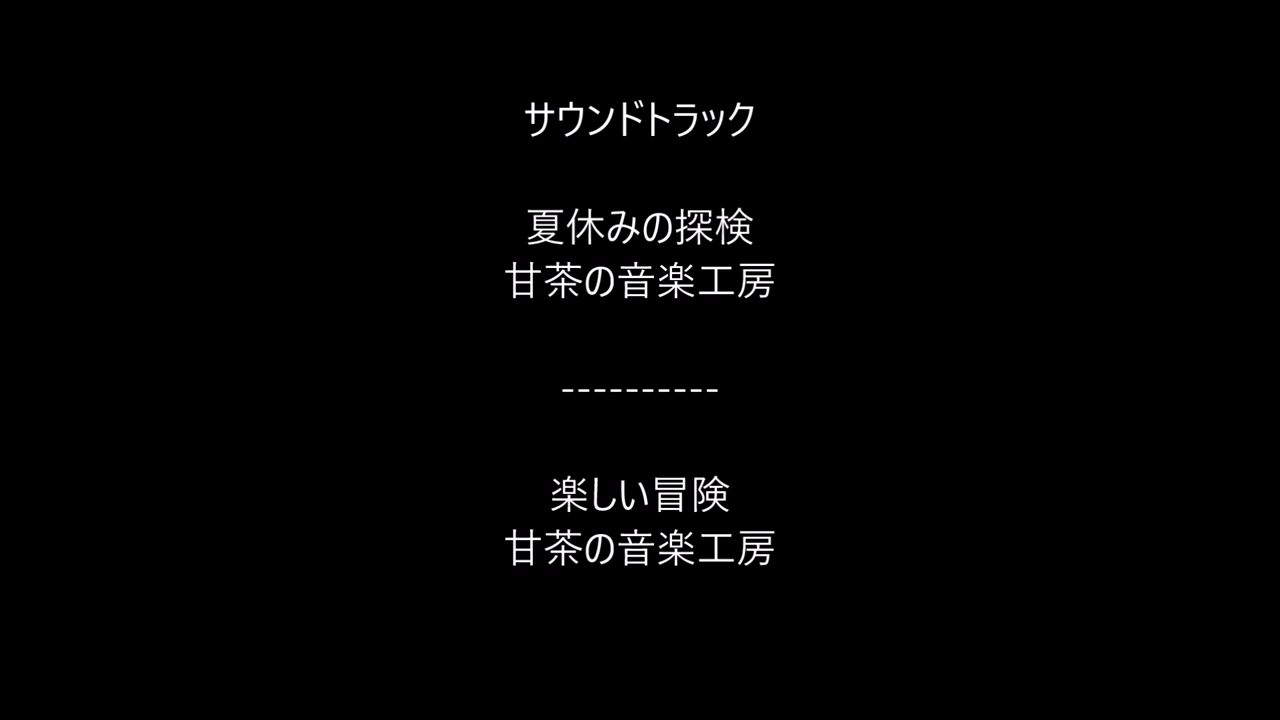 サウンドトラック
夏休みの探検
甘茶の音楽工房
----------
楽しい冒険
甘茶の音楽工房